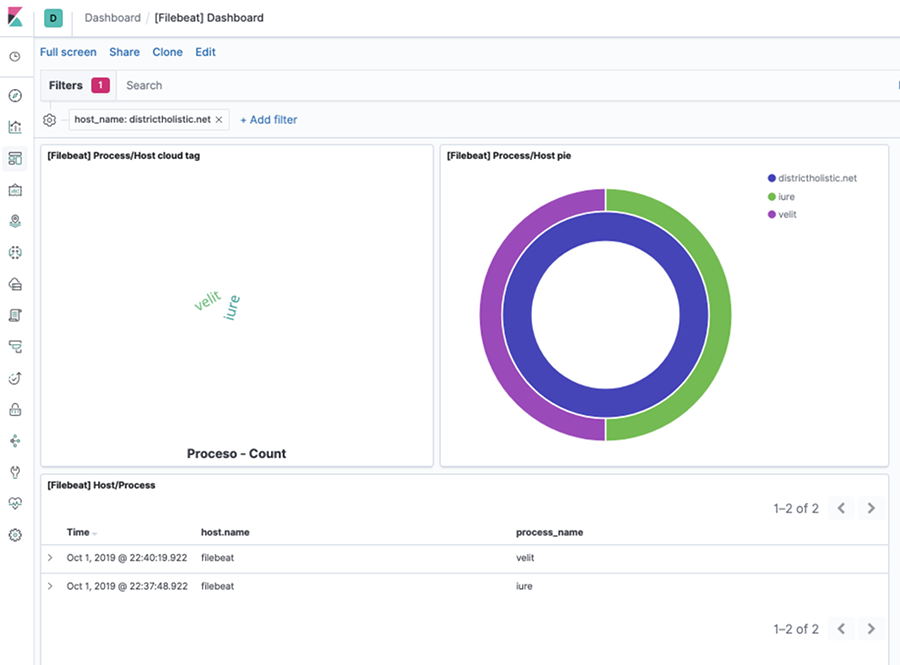 D Dashboard / [Filebeat] Dashboard
Full screen Share Clone Edit
Filters 1 Search
host_name: districtholistic.net × + Add filter
[Filebeat] Process/Host cloud tag
velit
iure
Proceso - Count
[Filebeat] Process/Host pie
districtholistic.net
iure
velit
[Filebeat] Host/Process
1–2 of 2
Time host.name process_name
Oct 1, 2019 @ 22:40:19.922 filebeat velit
Oct 1, 2019 @ 22:37:48.922 filebeat iure
1–2 of 2